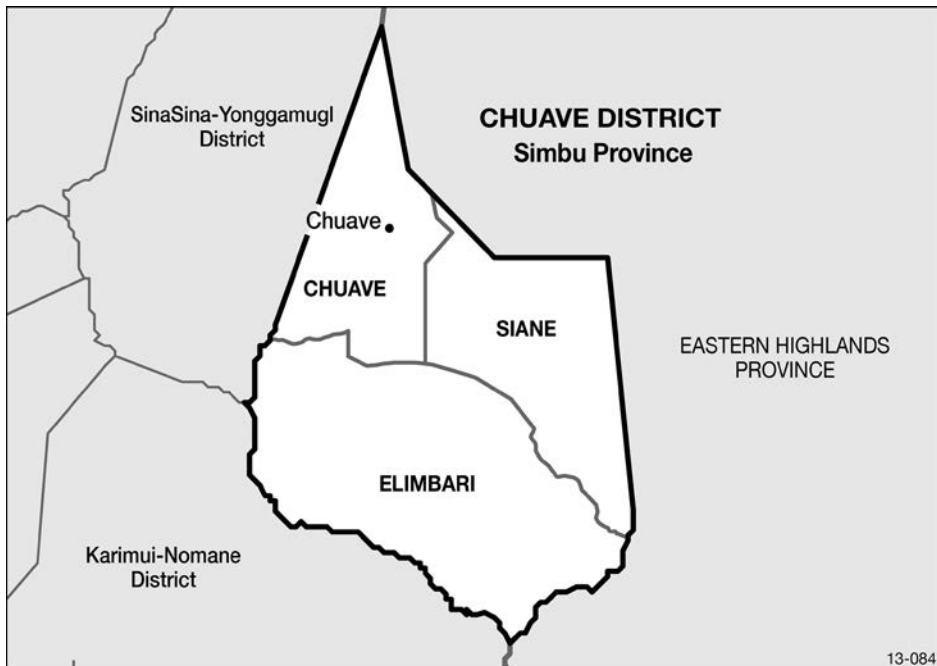 CHUAVE DISTRICT
Simbu Province
SinaSina-Yonggamugl
District
Chuave
CHUAVE
SIANE
EASTERN HIGHLANDS
PROVINCE
ELIMBARI
Karimui-Nomane
District
13-084